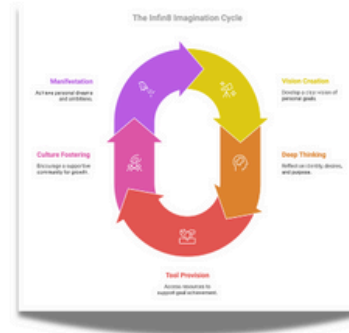 The Infin8 Imagination Cycle
Manifestation
Achieve personal dreams
and ambitions.
Vision Creation
Develop a clear vision of
personal goals.
Culture Fostering
Encourage a supportive
community for growth.
Deep Thinking
Reflect on identity, desires,
and purpose.
Tool Provision
Access resources to
support goal achievement.